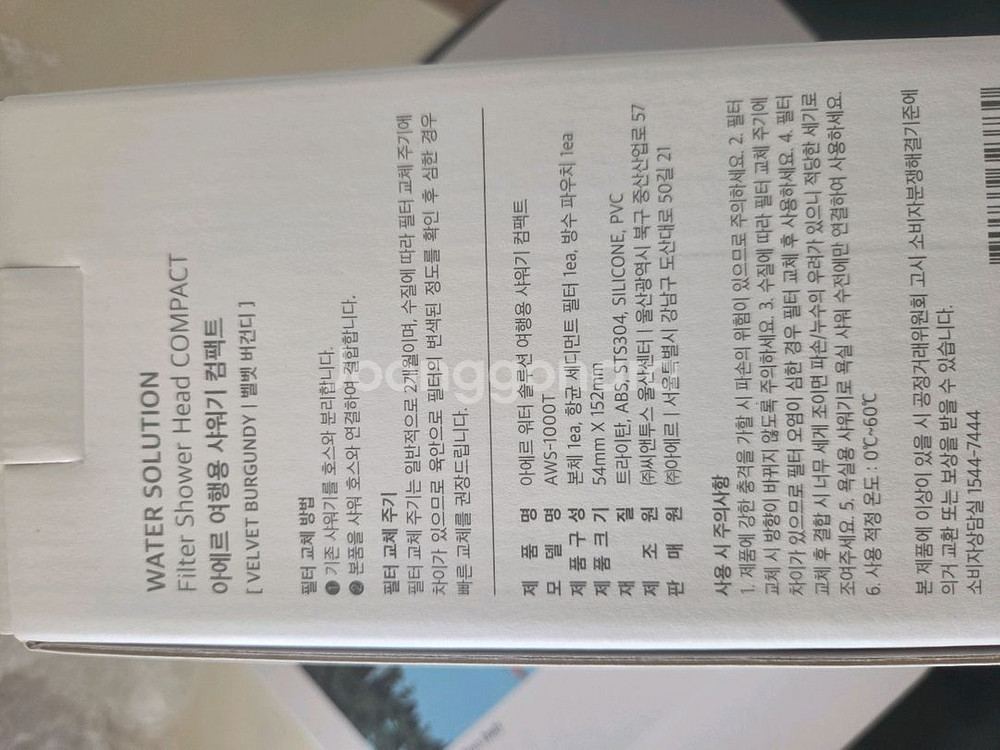 WATER SOLUTION
Filter Shower Head COMPACT
아에르 여행용 샤워기 컴팩트
[ VELVET BURGUNDY | 벨벳 버건디 ]
필터 교체 방법
❶ 기존 샤워기를 호스와 분리합니다.
❷ 본품을 샤워 호스와 연결하여 결합합니다.
필터 교체 주기
필터 교체 주기는 일반적으로 2개월이며, 수질에 따라 필터 교체 주기에
차이가 있으므로 육안으로 필터의 변색된 정도를 확인 후 심한 경우
빠른 교체를 권장드립니다.
제 품 명 아에르 워터 솔루션 여행용 샤워기 컴팩트
모 델 명 AWS-1000T
제 품 구 성 본체 1ea, 항균 세디먼트 필터 1ea, 방수 파우치 1ea
제 품 크 기 54mm X 152mm
재 질 트라이탄, ABS, STS304, SILICONE, PVC
제 조 원 ㈜씨앤투스 울산센터 | 울산광역시 북구 중산산업로 57
판 매 원 ㈜아에르 | 서울특별시 강남구 도산대로 50길 21
사용 시 주의사항
1. 제품에 강한 충격을 가할 시 파손의 위험이 있으므로 주의하세요. 2. 필터
교체 시 방향이 바뀌지 않도록 주의하세요. 3. 수질에 따라 필터 교체 주기에
차이가 있으므로 필터 오염이 심한 경우 필터 교체 후 사용하세요. 4. 필터
교체 후 결합 시 너무 세게 조이면 파손/누수의 우려가 있으니 적당한 세기로
조여주세요. 5. 욕실용 샤워기로 욕실 샤워 수전에만 연결하여 사용하세요.
6. 사용 적정 온도 : 0℃~60℃
본 제품에 이상이 있을 시 공정거래위원회 고시 소비자분쟁해결기준에
의거 교환 또는 보상을 받을 수 있습니다.
소비자상담실 1544-7444